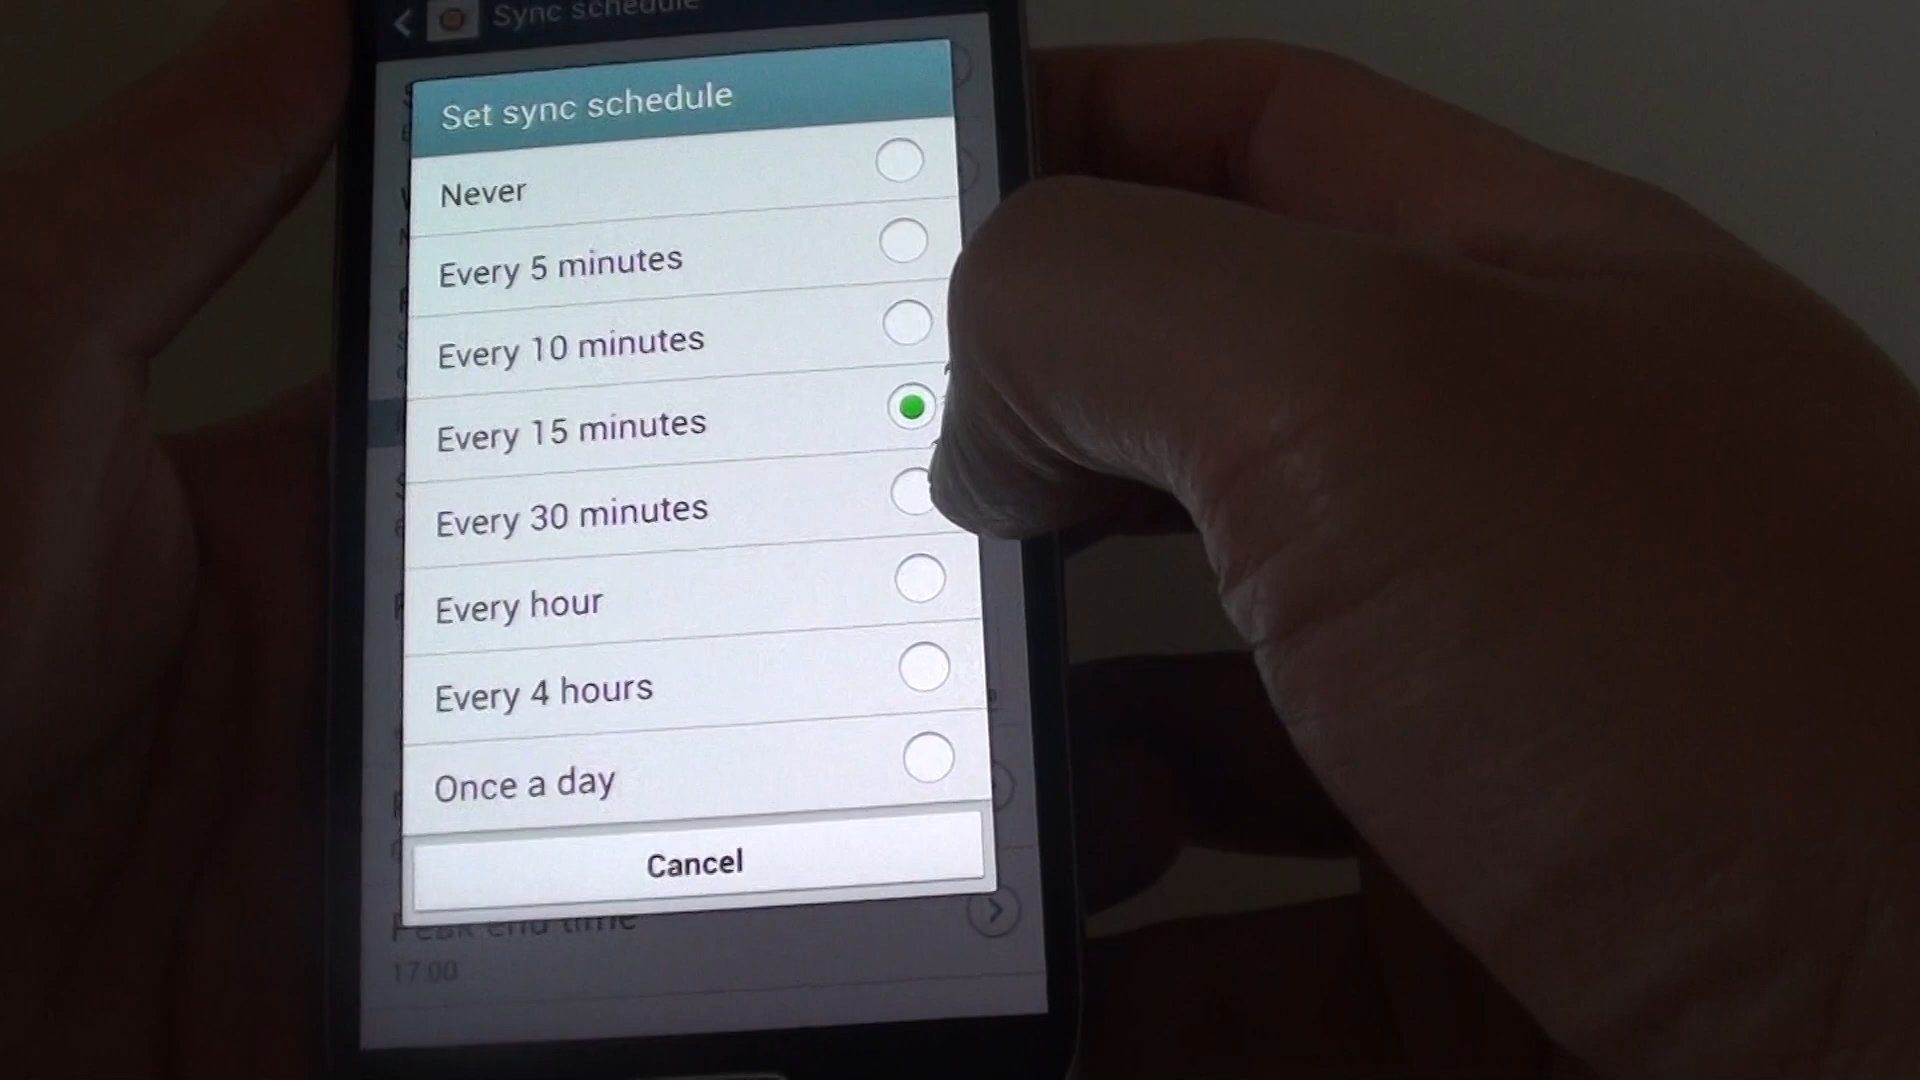 Sync schedule
Set sync schedule
Never
Every 5 minutes
Every 10 minutes
Every 15 minutes
Every 30 minutes
Every hour
Every 4 hours
Once a day
Cancel
Peak end time
17:00